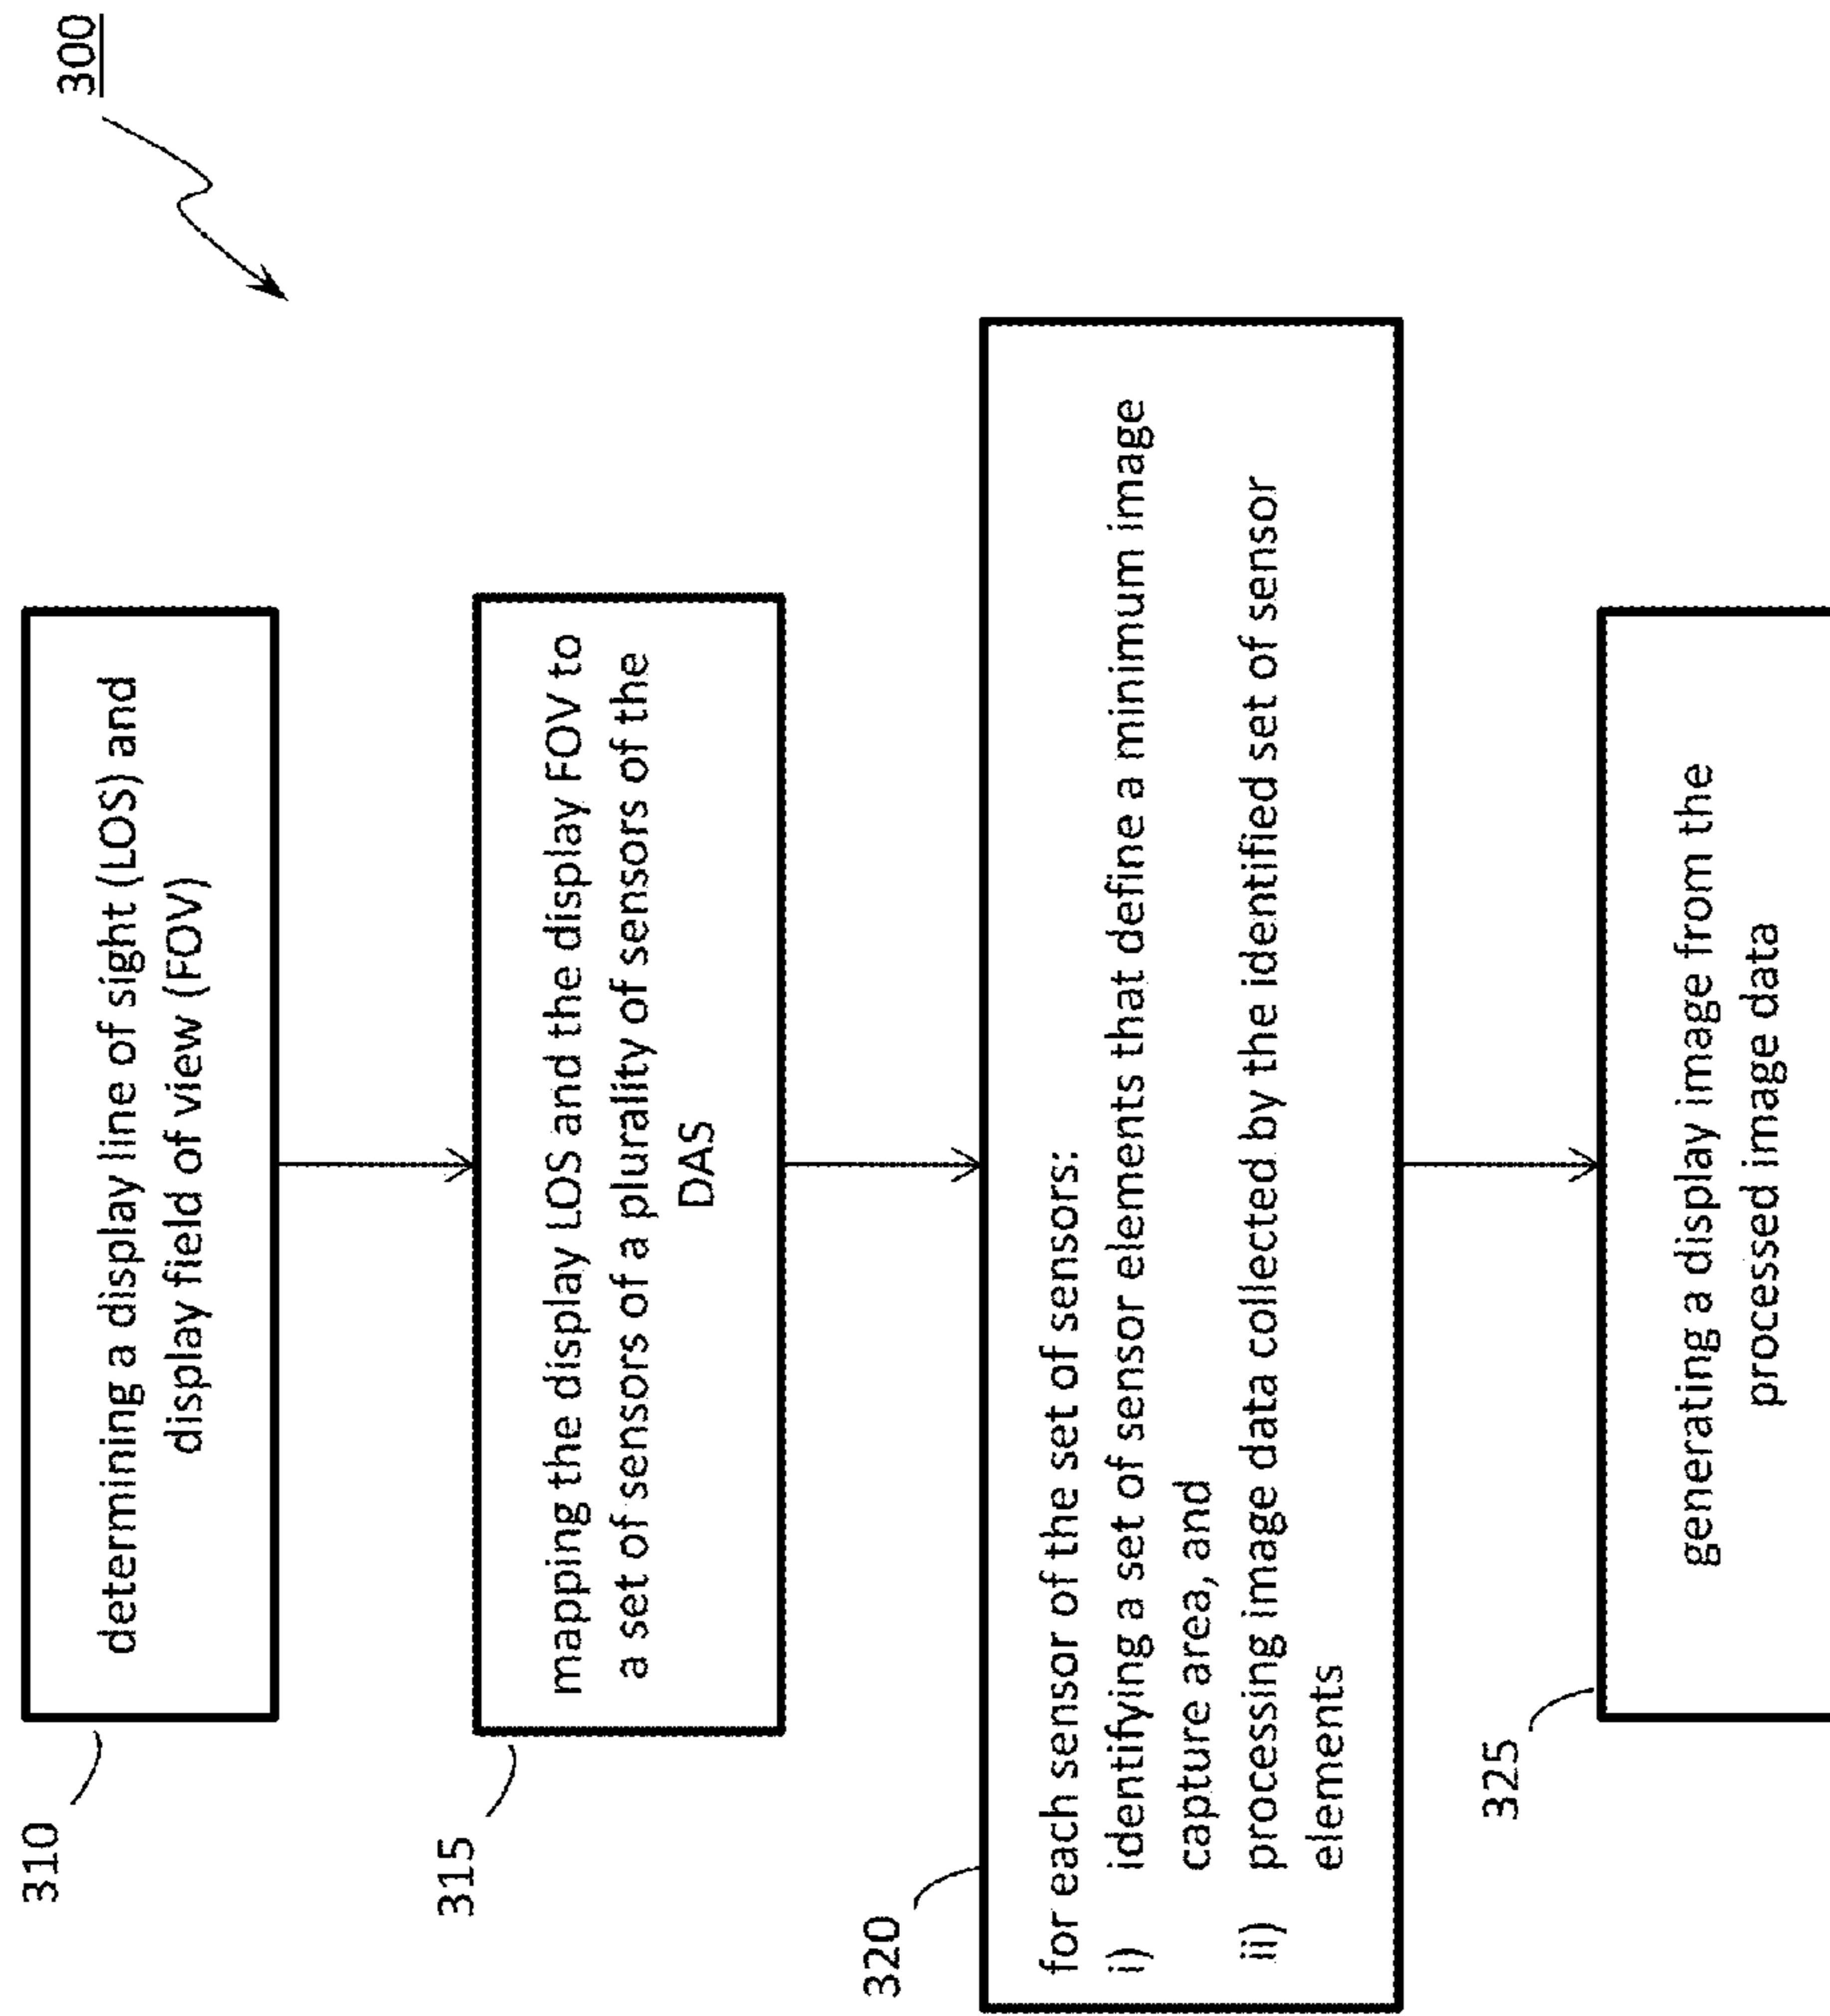 300
310
determining a display line of sight (LOS) and
display field of view (FOV)
315
mapping the display LOS and the display FOV to
a set of sensors of a plurality of sensors of the
DAS
320
for each sensor of the set of sensors:
i) identifying a set of sensor elements that define a minimum image
capture area, and
ii) processing image data collected by the identified set of sensor
elements
325
generating a display image from the
processed image data